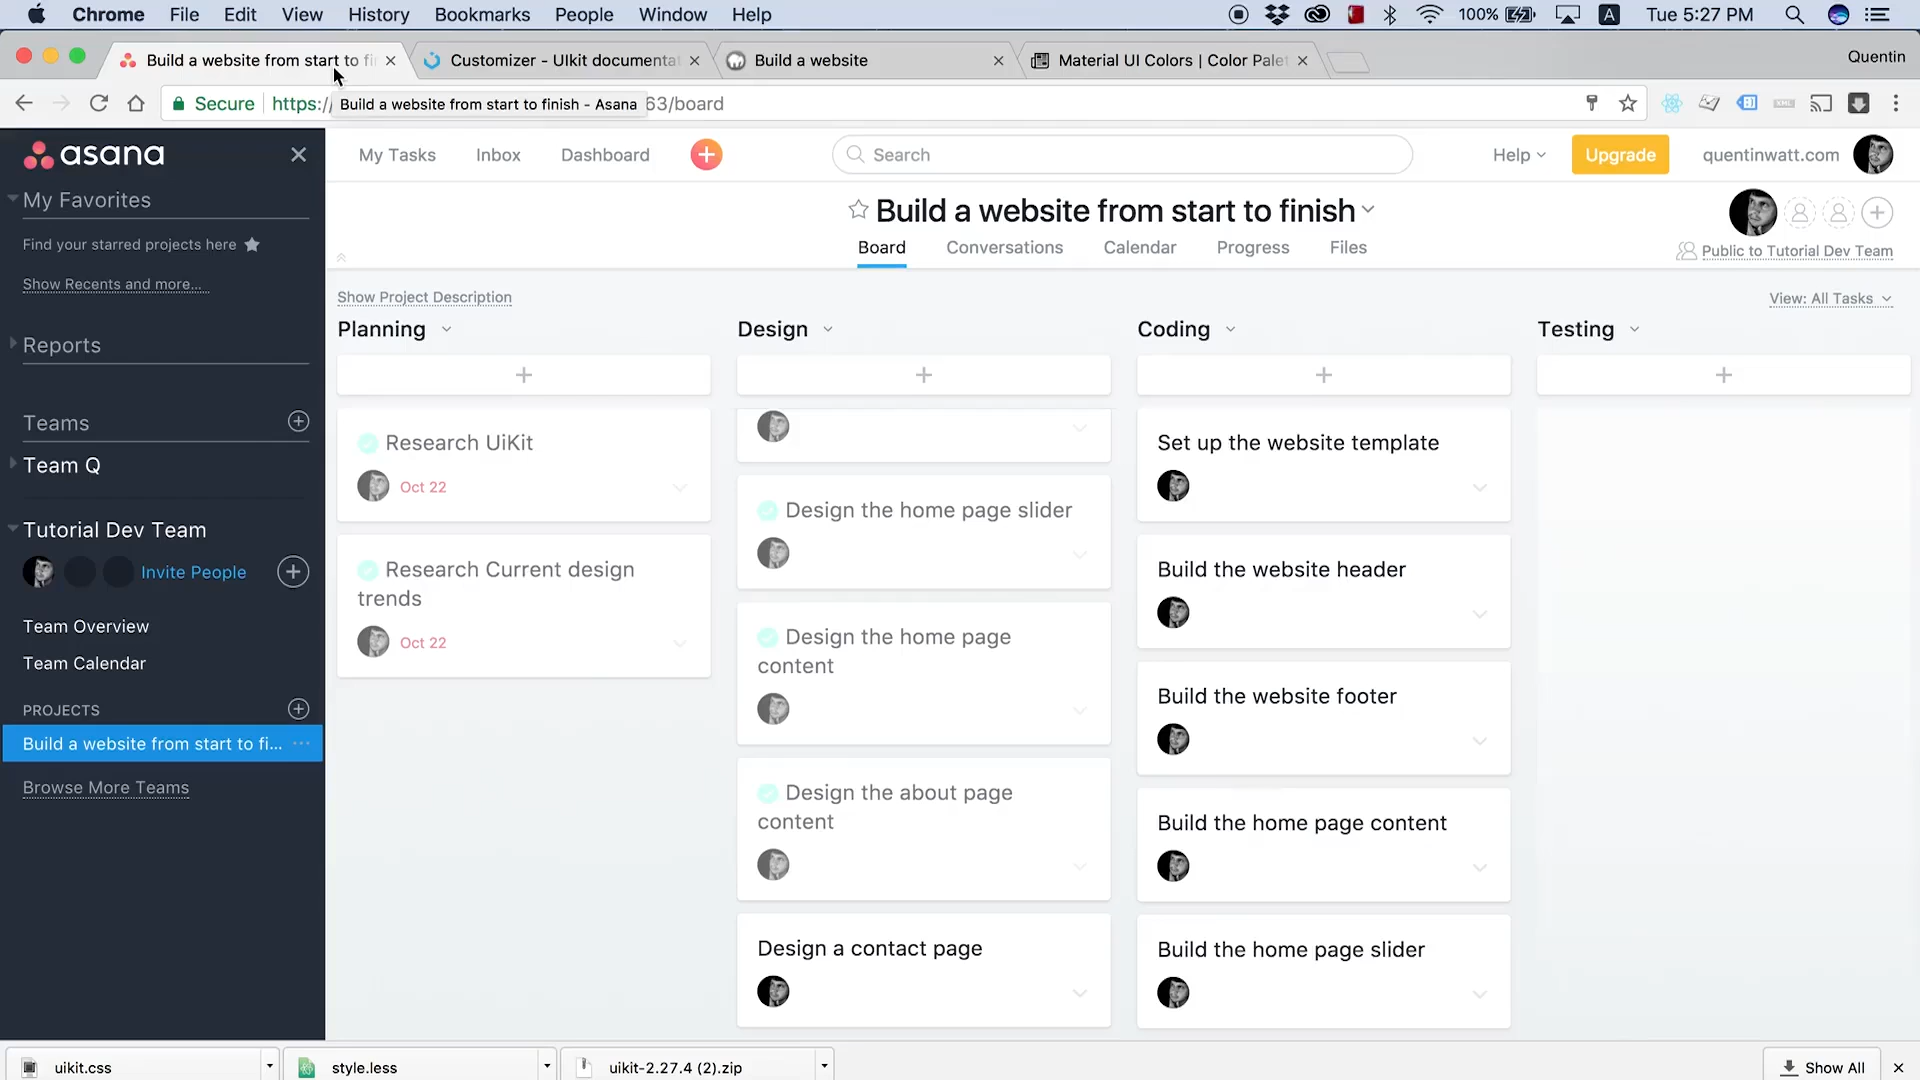 Chrome File Edit View History Bookmarks People Window Help
100% A Tue 5:27 PM
Build a website from start to fi
Customizer - UIkit documenta
Build a website
Material UI Colors | Color Palet
Quentin
Secure https:/
Build a website from start to finish - Asana
63/board
asana
My Tasks Inbox Dashboard
Search
Help
Upgrade
quentinwatt.com
My Favorites
Find your starred projects here
Show Recents and more...
Reports
Teams
Team Q
Tutorial Dev Team
Invite People
Team Overview
Team Calendar
PROJECTS
Build a website from start to fi...
Browse More Teams
Build a website from start to finish
Board Conversations Calendar Progress Files
Public to Tutorial Dev Team
Show Project Description
View: All Tasks
Planning
Research UiKit
Oct 22
Research Current design
trends
Oct 22
Design
Design the home page slider
Design the home page
content
Design the about page
content
Design a contact page
Coding
Set up the website template
Build the website header
Build the website footer
Build the home page content
Build the home page slider
Testing
uikit.css
style.less
uikit-2.27.4 (2).zip
Show All